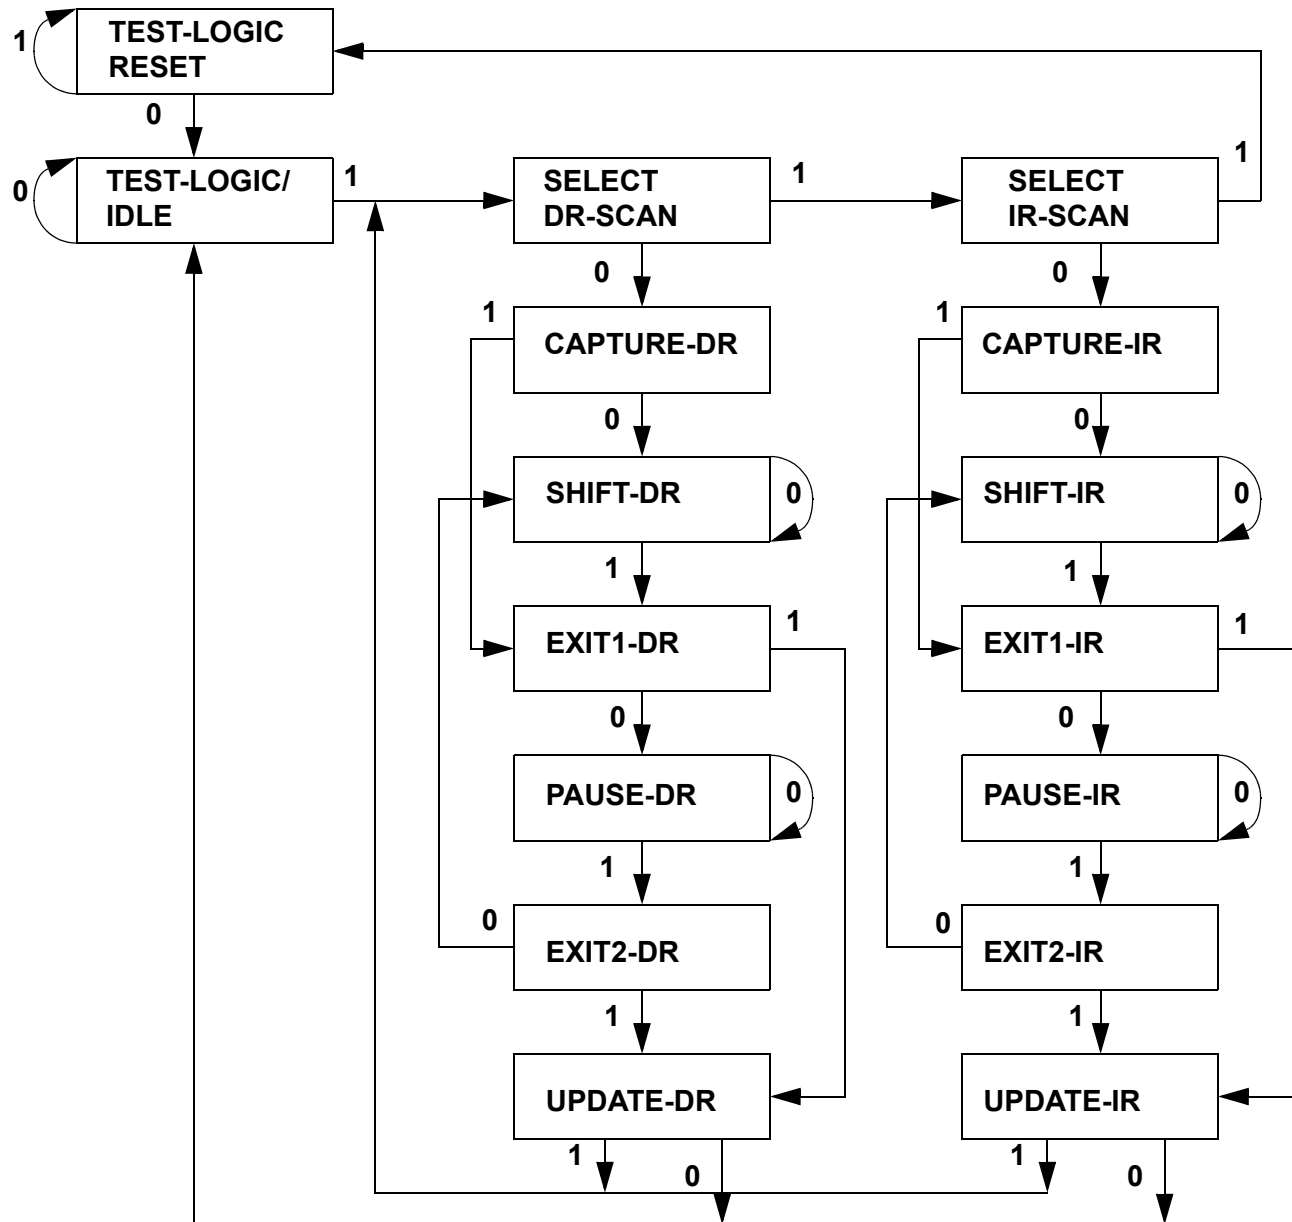 1
TEST-LOGIC
RESET
0
0
TEST-LOGIC/
IDLE
1
SELECT
DR-SCAN
1
SELECT
IR-SCAN
1
0
0
1
CAPTURE-DR
1
CAPTURE-IR
0
0
SHIFT-DR
0
SHIFT-IR
0
1
1
EXIT1-DR
1
EXIT1-IR
1
0
0
PAUSE-DR
0
PAUSE-IR
0
1
1
0
EXIT2-DR
0
EXIT2-IR
1
1
UPDATE-DR
UPDATE-IR
1
0
1
0